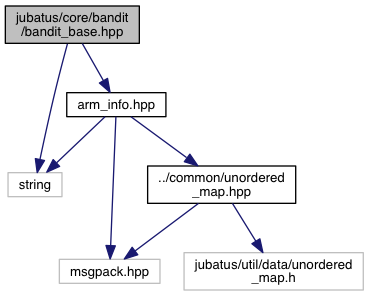 jubatus/core/bandit
/bandit_base.hpp
arm_info.hpp
string
../common/unordered
_map.hpp
msgpack.hpp
jubatus/util/data/unordered
_map.h